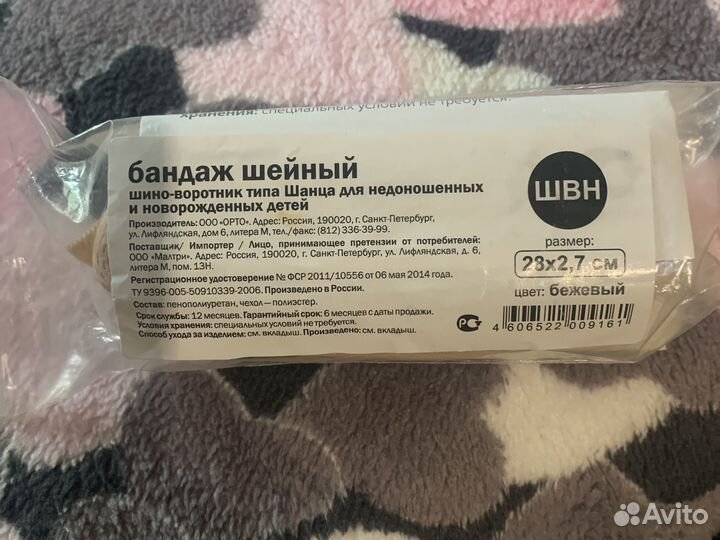 хранения: специальных условий не требуется.
бандаж шейный
шино-воротник типа Шанца для недоношенных
и новорожденных детей
Производитель: ООО «ОРТО». Адрес: Россия, 190020, г. Санкт-Петербург,
ул. Лифляндская, дом 6, литера М, тел./факс: (812) 336-39-99.
Поставщик/ Импортер / Лицо, принимающее претензии от потребителей:
ООО «Малтри». Адрес: Россия, 190020, г. Санкт-Петербург, ул. Лифляндская, д. 6,
литера М, пом. 13Н.
Регистрационное удостоверение № ФСР 2011/10556 от 06 мая 2014 года.
ТУ 9396-005-50910339-2006. Произведено в России.
Состав: пенополиуретан, чехол — полиэстер.
Срок службы: 12 месяцев. Гарантийный срок: 6 месяцев с даты продажи.
Условия хранения: специальных условий не требуется.
Способ ухода за изделием: см. вкладыш. Произведено: см. вкладыш.
ШВН
размер:
28x2,7 см
цвет: бежевый
РСТ
4 606522 009161
Avito